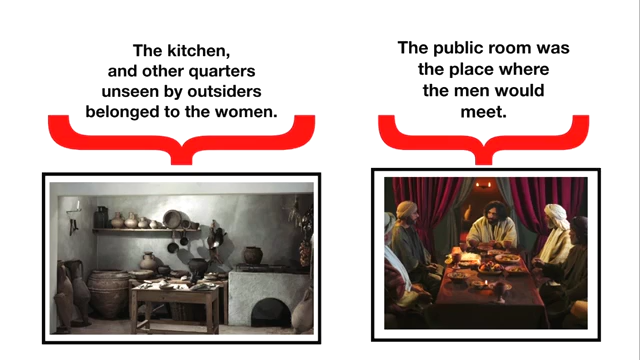 The kitchen,
and other quarters
unseen by outsiders
belonged to the women.
The public room was
the place where
the men would
meet.